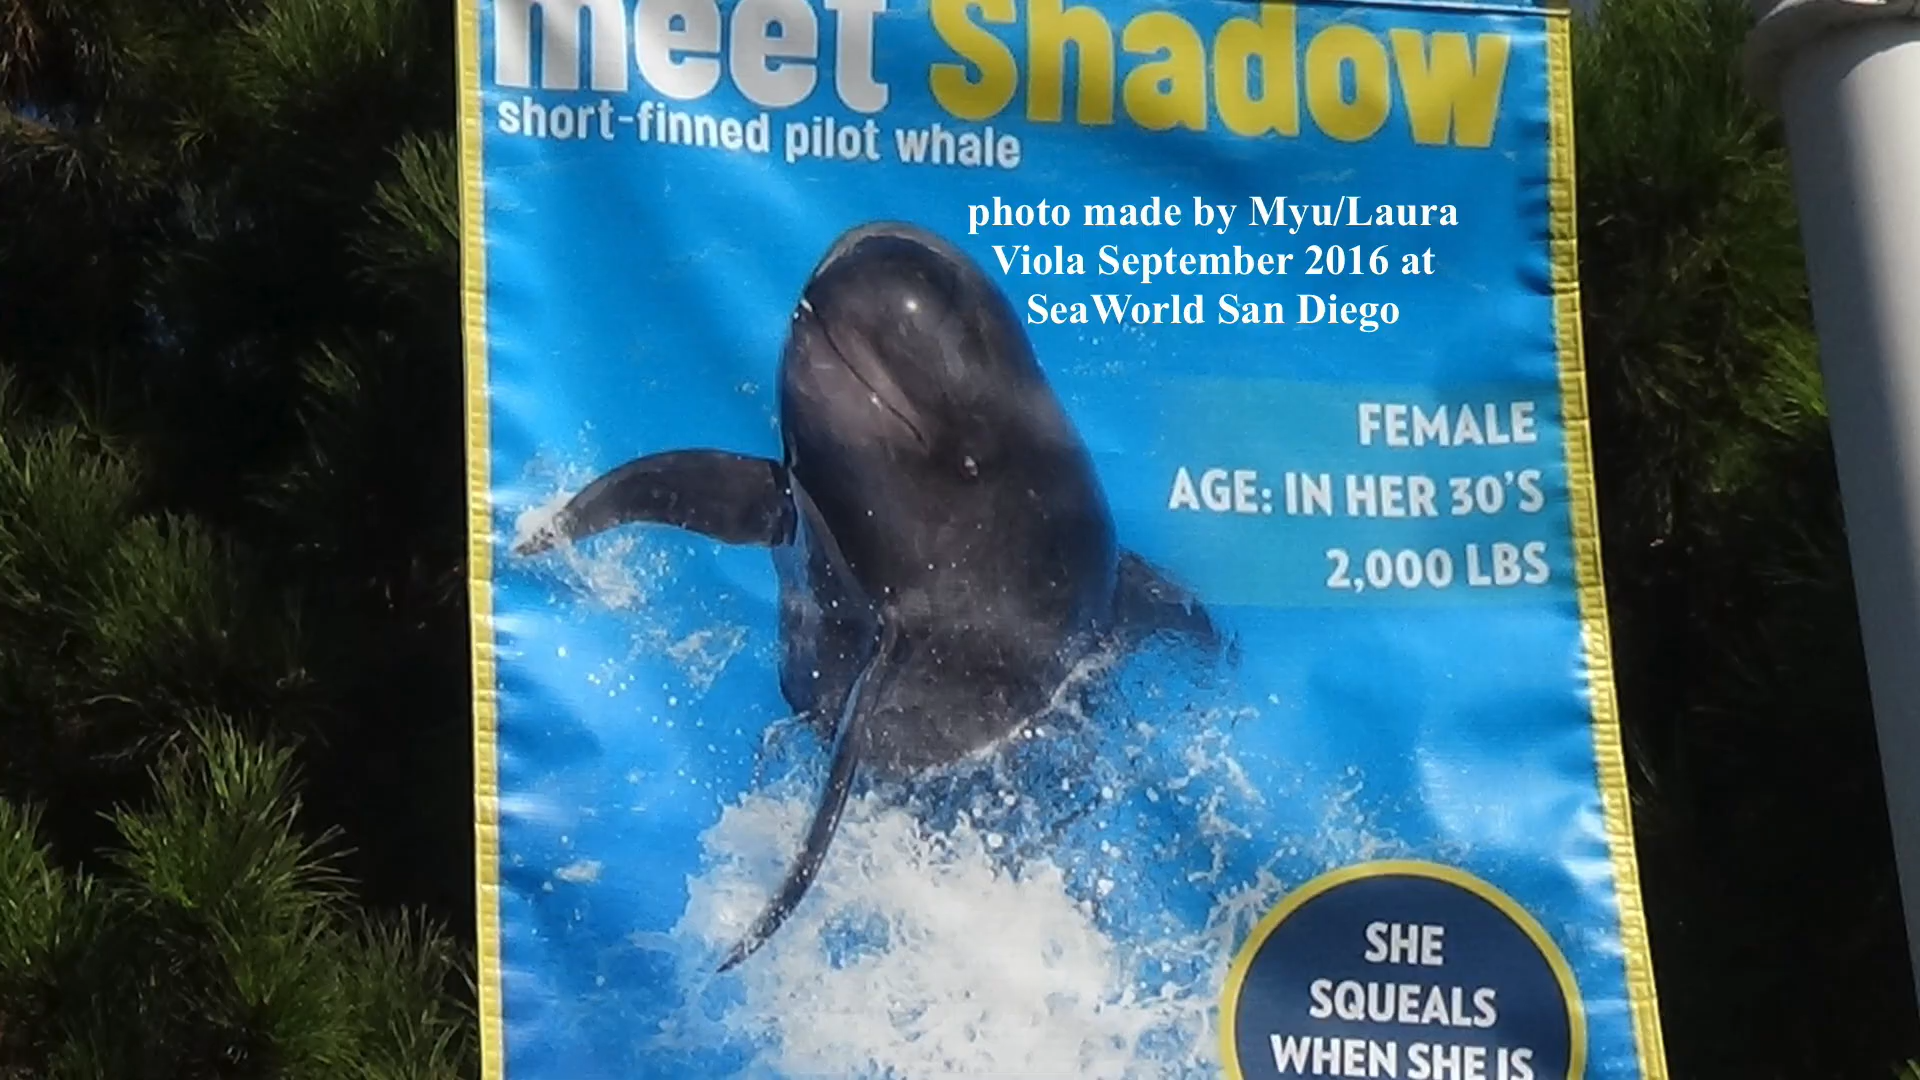 meet Shadow
short-finned pilot whale
photo made by Myu/Laura
Viola September 2016 at
SeaWorld San Diego
FEMALE
AGE: IN HER 30'S
2,000 LBS
SHE
SQUEALS
WHEN SHE IS